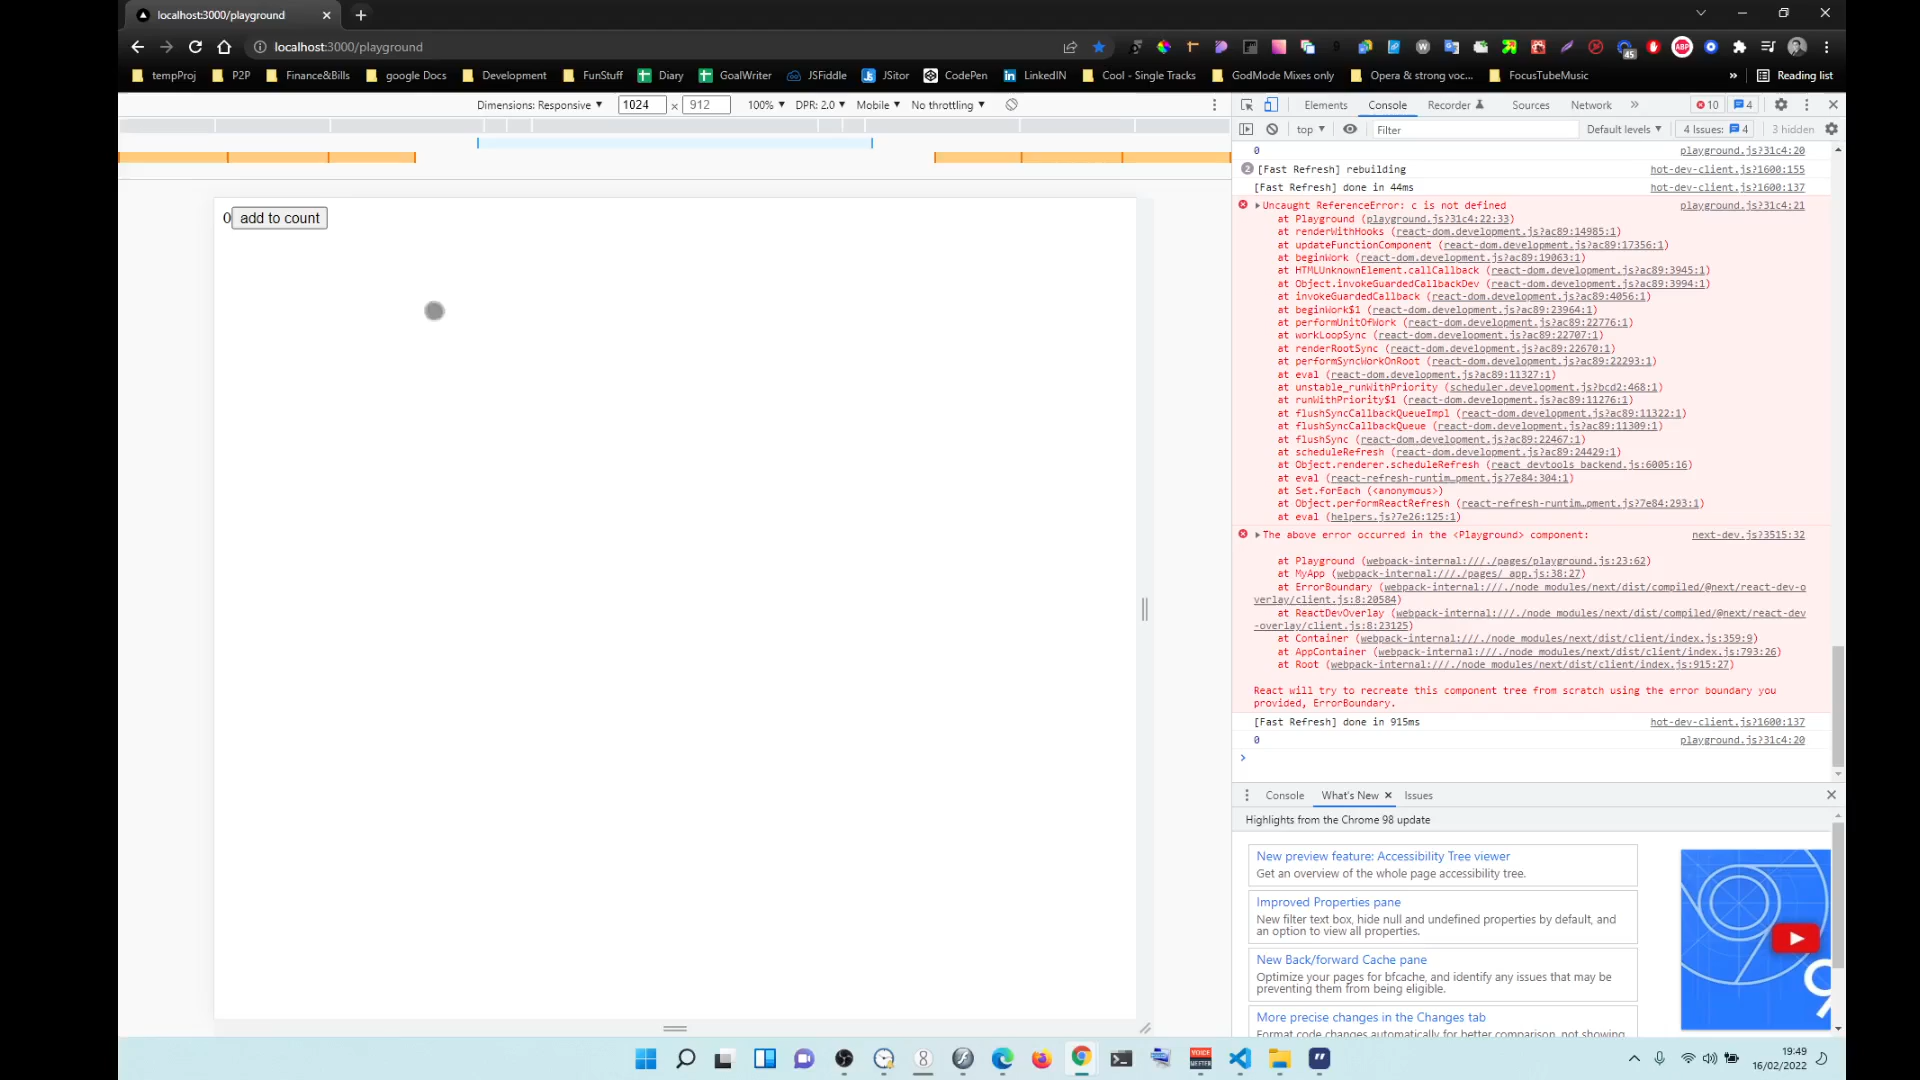 localhost:3000/playground
localhost:3000/playground
45
ABP
tempProj P2P Finance&Bills google Docs Development FunStuff Diary GoalWriter JSFiddle JSitor CodePen LinkedIN Cool - Single Tracks GodMode Mixes only Opera & strong voc... FocusTubeMusic » Reading list
Dimensions: Responsive 1024 x 912 100% DPR: 2.0 Mobile No throttling
Elements Console Recorder Sources Network » 10 4
top Filter Default levels 4 Issues: 4 3 hidden
0 playground.js?31c4:20
2 [Fast Refresh] rebuilding hot-dev-client.js?1600:155
[Fast Refresh] done in 44ms hot-dev-client.js?1600:137
Uncaught ReferenceError: c is not defined playground.js?31c4:21
at Playground (playground.js?31c4:22:33)
at renderWithHooks (react-dom.development.js?ac89:14985:1)
at updateFunctionComponent (react-dom.development.js?ac89:17356:1)
at beginWork (react-dom.development.js?ac89:19063:1)
at HTMLUnknownElement.callCallback (react-dom.development.js?ac89:3945:1)
at Object.invokeGuardedCallbackDev (react-dom.development.js?ac89:3994:1)
at invokeGuardedCallback (react-dom.development.js?ac89:4056:1)
at beginWork$1 (react-dom.development.js?ac89:23964:1)
at performUnitOfWork (react-dom.development.js?ac89:22776:1)
at workLoopSync (react-dom.development.js?ac89:22707:1)
at renderRootSync (react-dom.development.js?ac89:22670:1)
at performSyncWorkOnRoot (react-dom.development.js?ac89:22293:1)
at eval (react-dom.development.js?ac89:11327:1)
at unstable_runWithPriority (scheduler.development.js?bcd2:468:1)
at runWithPriority$1 (react-dom.development.js?ac89:11276:1)
at flushSyncCallbackQueueImpl (react-dom.development.js?ac89:11322:1)
at flushSyncCallbackQueue (react-dom.development.js?ac89:11309:1)
at flushSync (react-dom.development.js?ac89:22467:1)
at scheduleRefresh (react-dom.development.js?ac89:24429:1)
at Object.renderer.scheduleRefresh (react_devtools_backend.js:6005:16)
at eval (react-refresh-runtim…pment.js?7e84:304:1)
at Set.forEach (<anonymous>)
at Object.performReactRefresh (react-refresh-runtim…pment.js?7e84:293:1)
at eval (helpers.js?7e26:125:1)
The above error occurred in the <Playground> component: next-dev.js?3515:32
at Playground (webpack-internal:///./pages/playground.js:23:62)
at MyApp (webpack-internal:///./pages/_app.js:38:27)
at ErrorBoundary (webpack-internal:///./node_modules/next/dist/compiled/@next/react-dev-o
verlay/client.js:8:20584)
at ReactDevOverlay (webpack-internal:///./node_modules/next/dist/compiled/@next/react-dev
-overlay/client.js:8:23125)
at Container (webpack-internal:///./node_modules/next/dist/client/index.js:359:9)
at AppContainer (webpack-internal:///./node_modules/next/dist/client/index.js:793:26)
at Root (webpack-internal:///./node_modules/next/dist/client/index.js:915:27)
React will try to recreate this component tree from scratch using the error boundary you
provided, ErrorBoundary.
[Fast Refresh] done in 915ms hot-dev-client.js?1600:137
0 playground.js?31c4:20
0 add to count
Console What's New Issues
Highlights from the Chrome 98 update
New preview feature: Accessibility Tree viewer
Get an overview of the whole page accessibility tree.
Improved Properties pane
New filter text box, hide null and undefined properties by default, and
an option to view all properties.
New Back/forward Cache pane
Optimize your pages for bfcache, and identify any issues that may be
preventing them from being eligible.
More precise changes in the Changes tab
Format code changes automatically for better comparison, not showing
19:49
16/02/2022